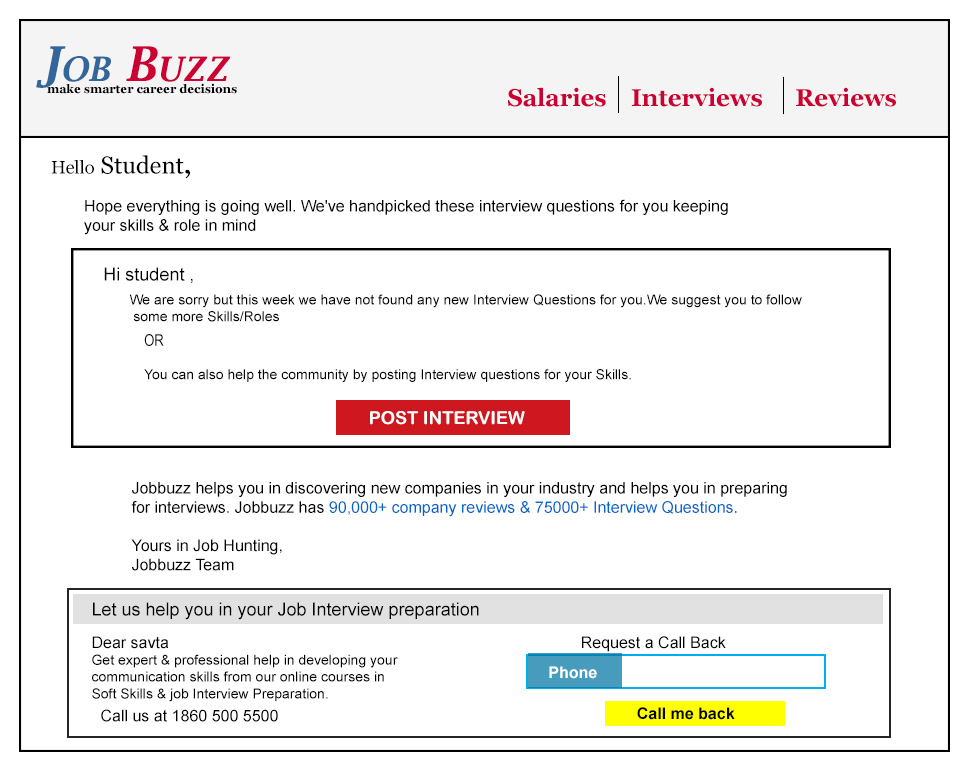 JOB BUZZ
make smarter career decisions
Salaries Interviews Reviews
Hello Student,
Hope everything is going well. We've handpicked these interview questions for you keeping
your skills & role in mind
Hi student ,
We are sorry but this week we have not found any new Interview Questions for you.We suggest you to follow
some more Skills/Roles
OR
You can also help the community by posting Interview questions for your Skills.
POST INTERVIEW
Jobbuzz helps you in discovering new companies in your industry and helps you in preparing
for interviews. Jobbuzz has 90,000+ company reviews & 75000+ Interview Questions.
Yours in Job Hunting,
Jobbuzz Team
Let us help you in your Job Interview preparation
Dear savta
Get expert & professional help in developing your
communication skills from our online courses in
Soft Skills & job Interview Preparation.
Call us at 1860 500 5500
Request a Call Back
Phone
Call me back